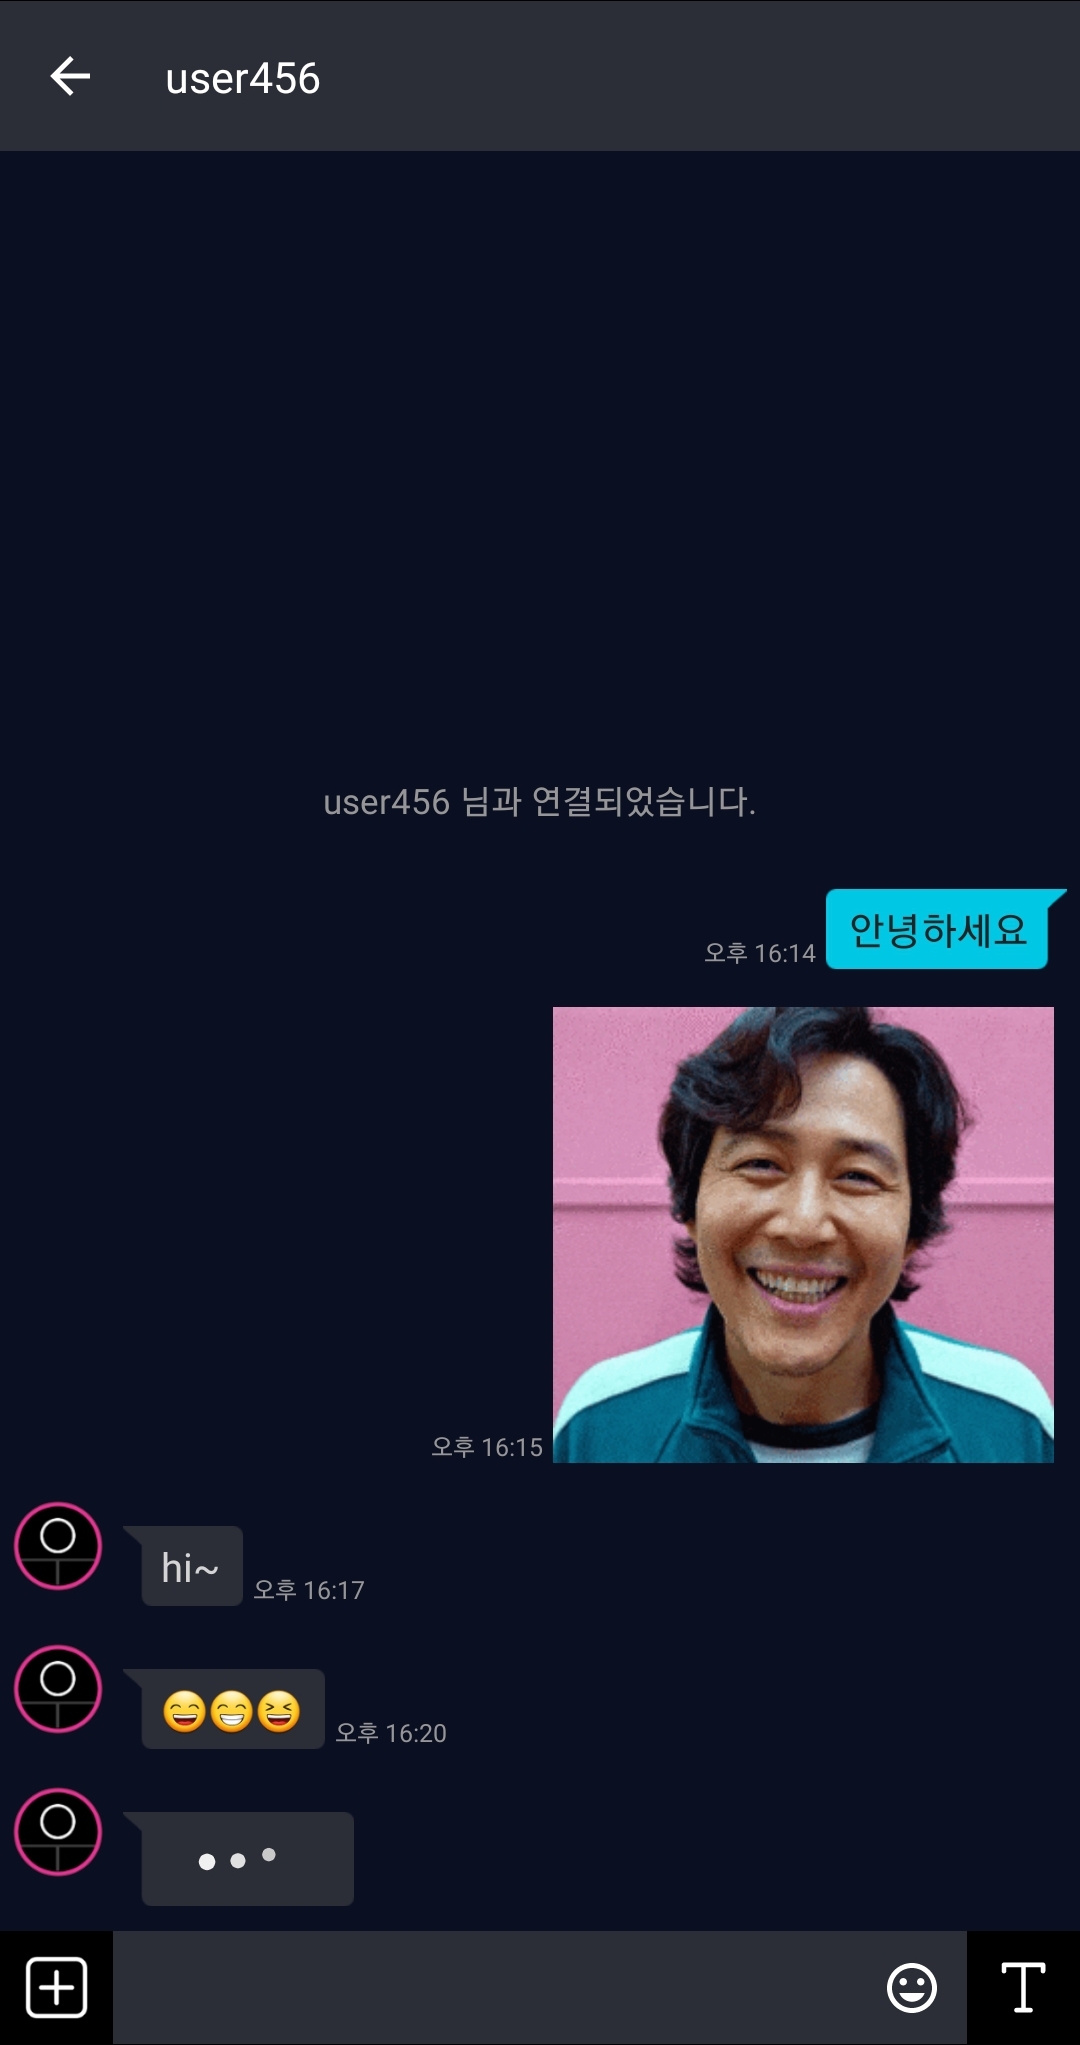 user456
user456 님과 연결되었습니다.
오후 16:14 안녕하세요
오후 16:15
hi~ 오후 16:17
😄😁😆 오후 16:20
T